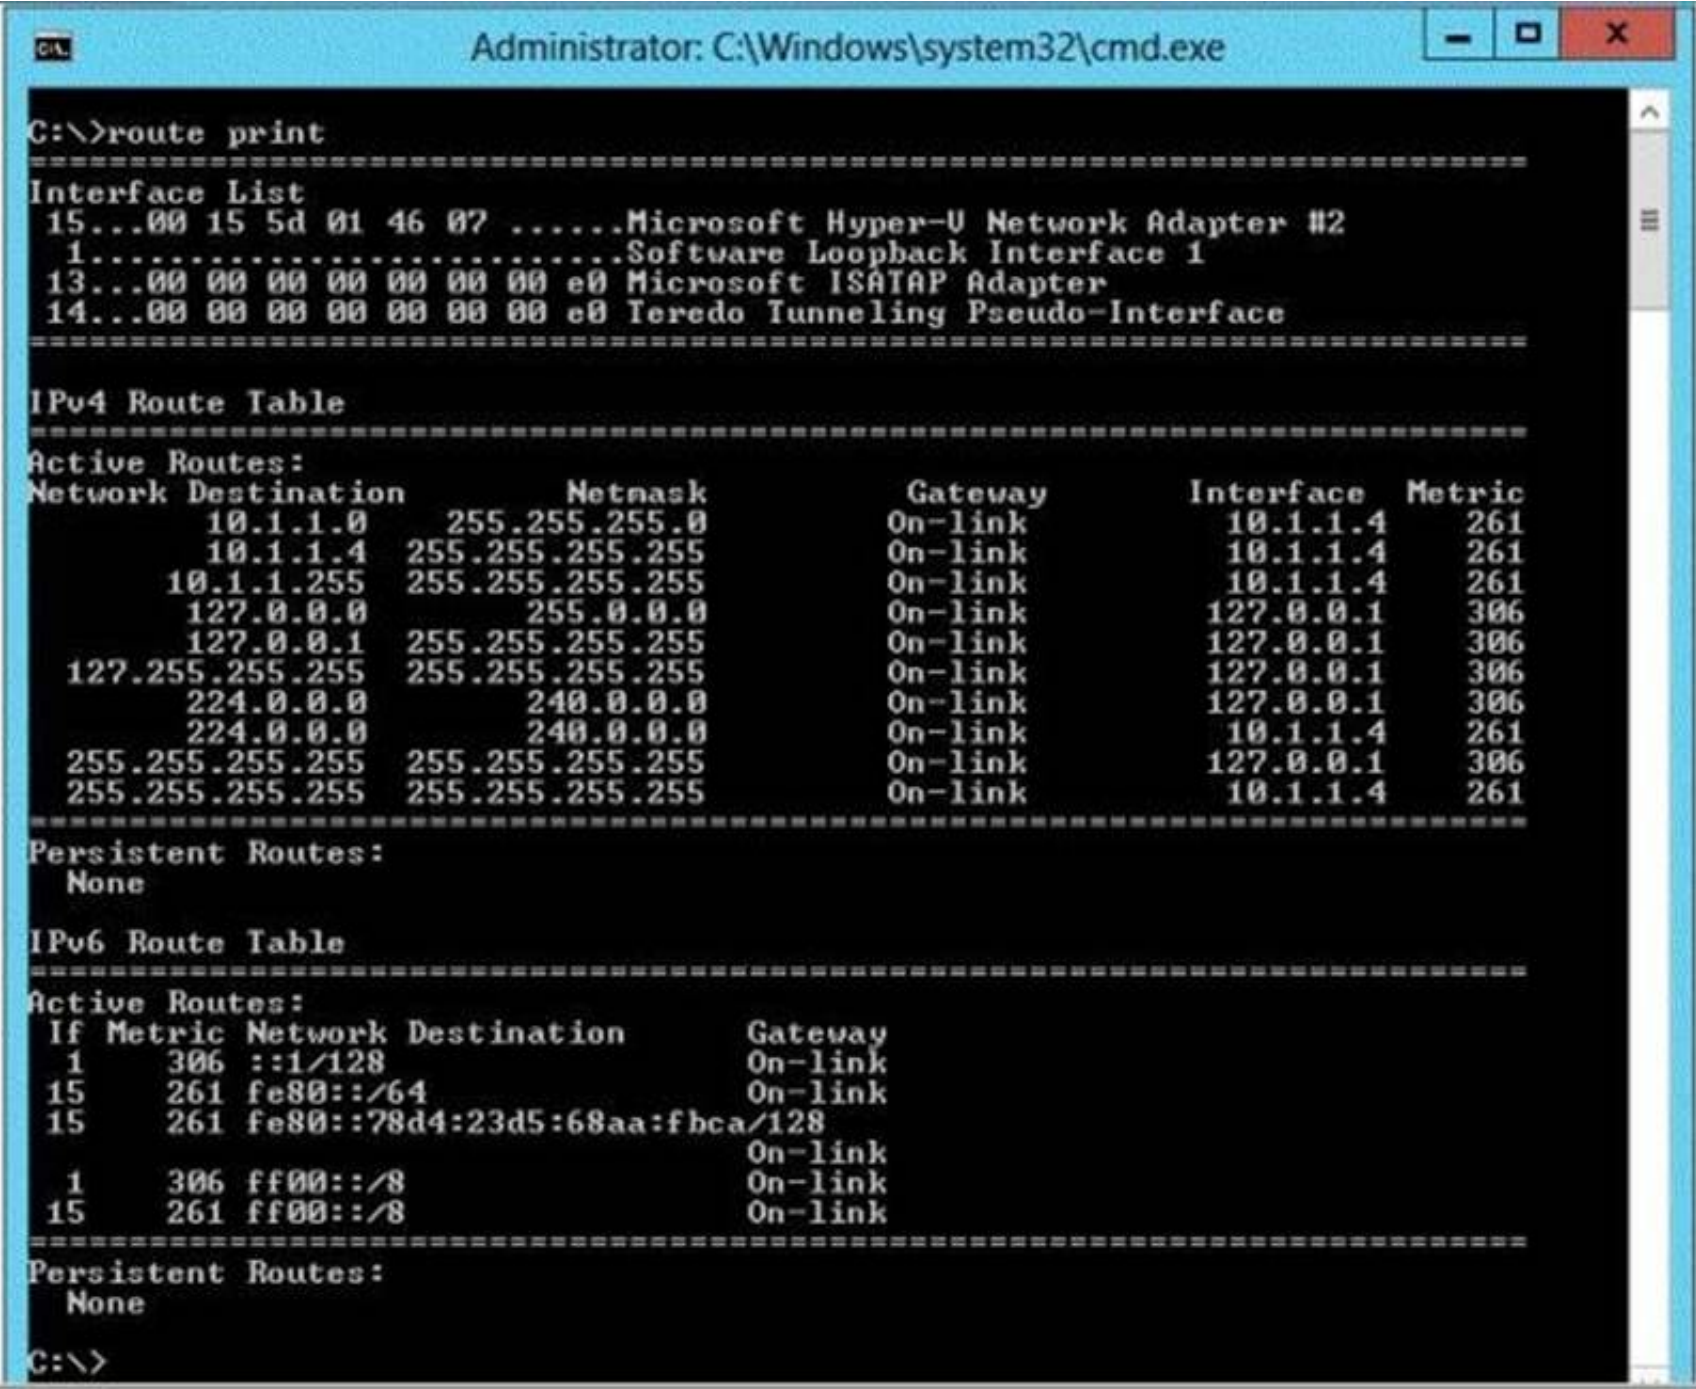 Administrator: C:\Windows\system32\cmd.exe
C:\>route print
===========================================================================
Interface List
15...00 15 5d 01 46 07 ......Microsoft Hyper-V Network Adapter #2
1...........................Software Loopback Interface 1
13...00 00 00 00 00 00 00 e0 Microsoft ISATAP Adapter
14...00 00 00 00 00 00 00 e0 Teredo Tunneling Pseudo-Interface
===========================================================================
IPv4 Route Table
===========================================================================
Active Routes:
Network Destination Netmask Gateway Interface Metric
10.1.1.0 255.255.255.0 On-link 10.1.1.4 261
10.1.1.4 255.255.255.255 On-link 10.1.1.4 261
10.1.1.255 255.255.255.255 On-link 10.1.1.4 261
127.0.0.0 255.0.0.0 On-link 127.0.0.1 306
127.0.0.1 255.255.255.255 On-link 127.0.0.1 306
127.255.255.255 255.255.255.255 On-link 127.0.0.1 306
224.0.0.0 240.0.0.0 On-link 127.0.0.1 306
224.0.0.0 240.0.0.0 On-link 10.1.1.4 261
255.255.255.255 255.255.255.255 On-link 127.0.0.1 306
255.255.255.255 255.255.255.255 On-link 10.1.1.4 261
===========================================================================
Persistent Routes:
None
IPv6 Route Table
===========================================================================
Active Routes:
If Metric Network Destination Gateway
1 306 ::1/128 On-link
15 261 fe80::/64 On-link
15 261 fe80::78d4:23d5:68aa:fbca/128
On-link
1 306 ff00::/8 On-link
15 261 ff00::/8 On-link
===========================================================================
Persistent Routes:
None
C:\>